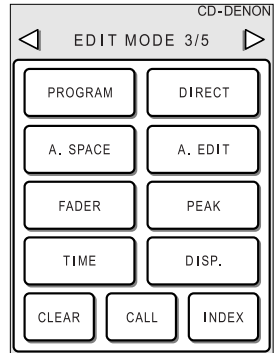 CD-DENON
EDIT MODE 3/5
PROGRAM DIRECT
A. SPACE A. EDIT
FADER PEAK
TIME DISP.
CLEAR CALL INDEX